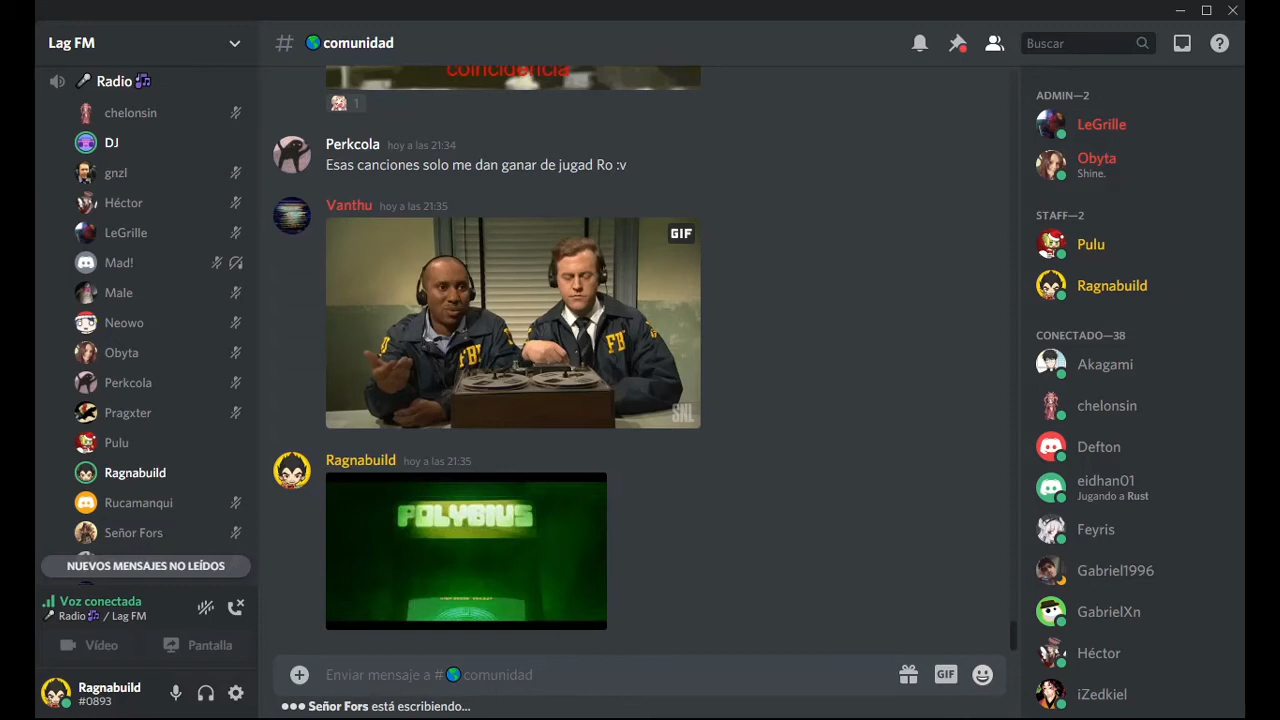 Lag FM
# comunidad
Buscar
Radio
chelonsin
DJ
gnzl
Héctor
LeGrille
Mad!
Male
Neowo
Obyta
Perkcola
Pragxter
Pulu
Ragnabuild
Rucamanqui
Señor Fors
NUEVOS MENSAJES NO LEÍDOS
Voz conectada
Radio / Lag FM
Vídeo
Pantalla
Ragnabuild
#0893
coincidencia
1
Perkcola hoy a las 21:34
Esas canciones solo me dan ganar de jugad Ro :v
Vanthu hoy a las 21:35
GIF
FBI
FBI
SNL
Ragnabuild hoy a las 21:35
POLYBIUS
Enviar mensaje a # comunidad
GIF
Señor Fors está escribiendo...
ADMIN—2
LeGrille
Obyta
Shine.
STAFF—2
Pulu
Ragnabuild
CONECTADO—38
Akagami
chelonsin
Defton
eidhan01
Jugando a Rust
Feyris
Gabriel1996
GabrielXn
Héctor
iZedkiel